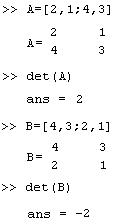 >> A=[2,1;4,3]
2 1
A=
4 3
>> det(A)
ans = 2
>> B=[4,3;2,1]
4 3
B=
2 1
>> det(B)
ans = -2